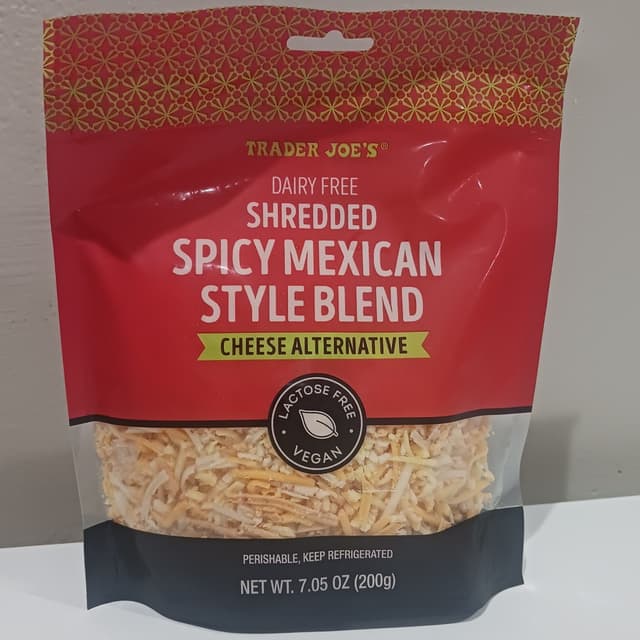 TRADER JOE'S®
DAIRY FREE
SHREDDED
SPICY MEXICAN
STYLE BLEND
CHEESE ALTERNATIVE
LACTOSE FREE
VEGAN
PERISHABLE, KEEP REFRIGERATED
NET WT. 7.05 OZ (200g)